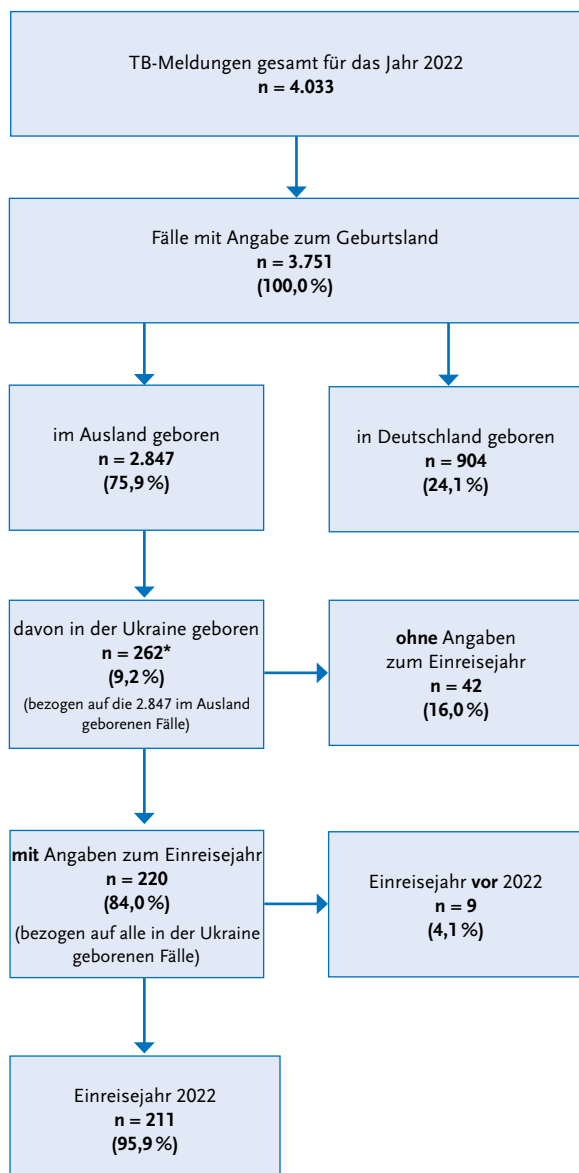 TB-Meldungen gesamt für das Jahr 2022
n = 4.033
Fälle mit Angabe zum Geburtsland
n = 3.751
(100,0 %)
im Ausland geboren
n = 2.847
(75,9 %)
in Deutschland geboren
n = 904
(24,1 %)
davon in der Ukraine geboren
n = 262*
(9,2 %)
(bezogen auf die 2.847 im Ausland
geborenen Fälle)
ohne Angaben
zum Einreisejahr
n = 42
(16,0 %)
mit Angaben zum Einreisejahr
n = 220
(84,0 %)
(bezogen auf alle in der Ukraine
geborenen Fälle)
Einreisejahr vor 2022
n = 9
(4,1 %)
Einreisejahr 2022
n = 211
(95,9 %)